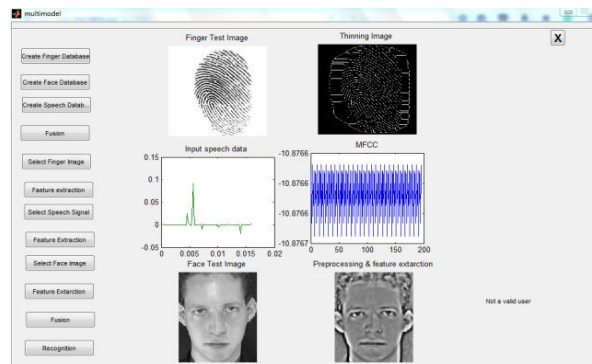 multimodel
X
Create Finger Database
Create Face Database
Create Speech Datab...
Fusion
Select Finger Image
Faature extraction
Select Speech Signal
Feature Extraction
Select Face Image
Feature Extarction
Fusion
Recognition
Finger Test Image
Thinning Image
Input speech data
0.15
0.1
0.05
0
-0.05
0 0.005 0.01 0.015 0.02
MFCC
-10.8766
-10.8766
-10.8766
-10.8767
0 50 100 150 200
Face Test Image
Preprocessing & feature extarction
Not a valid user